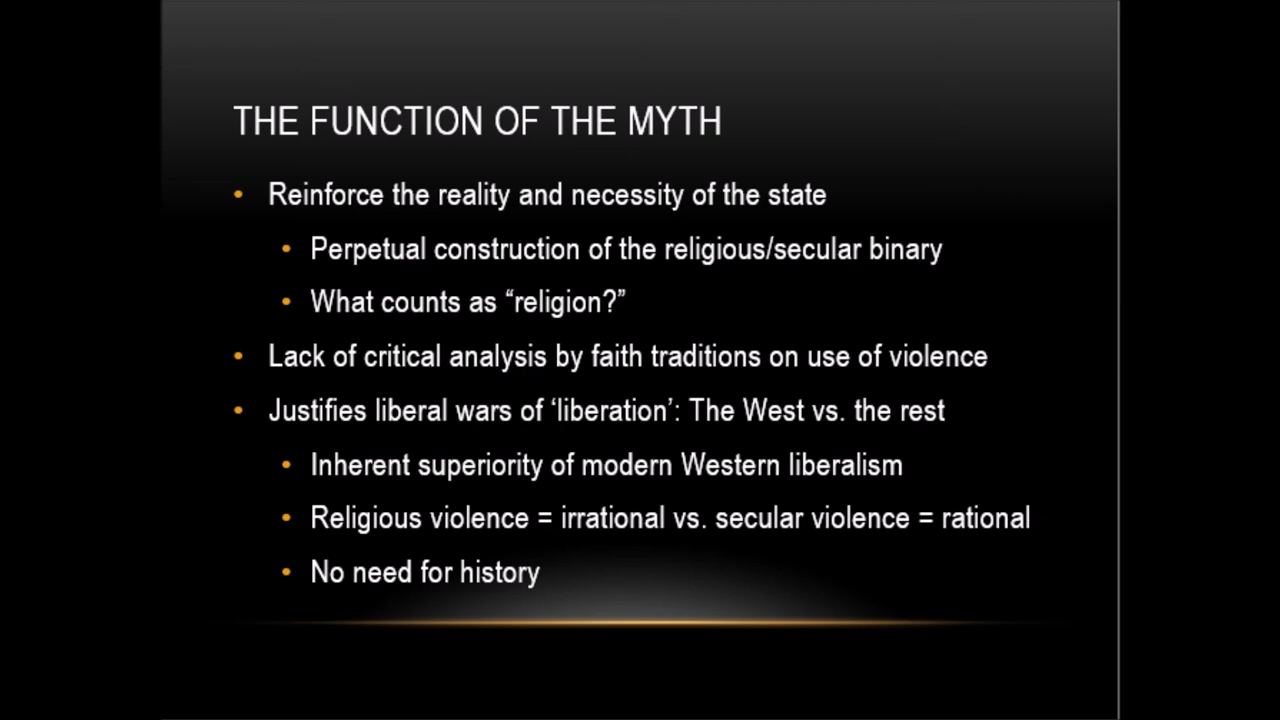 THE FUNCTION OF THE MYTH
• Reinforce the reality and necessity of the state
• Perpetual construction of the religious/secular binary
• What counts as “religion?”
• Lack of critical analysis by faith traditions on use of violence
• Justifies liberal wars of ‘liberation’: The West vs. the rest
• Inherent superiority of modern Western liberalism
• Religious violence = irrational vs. secular violence = rational
• No need for history